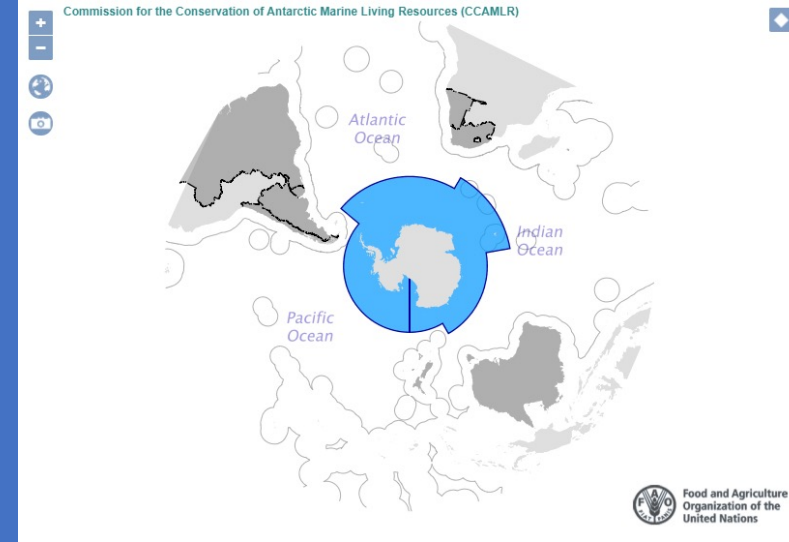 Commission for the Conservation of Antarctic Marine Living Resources (CCAMLR)
Atlantic
Ocean
Indian
Ocean
Pacific
Ocean
Food and Agriculture
Organization of the
United Nations